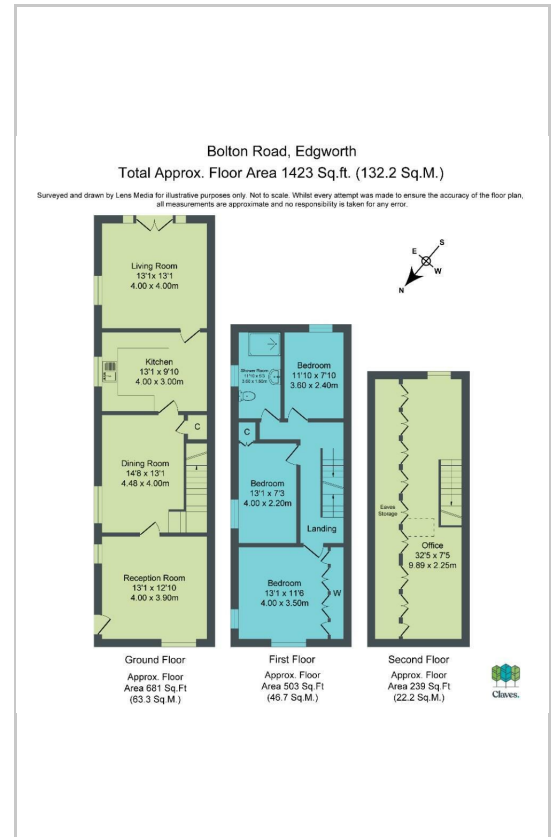 Bolton Road, Edgworth
Total Approx. Floor Area 1423 Sq.ft. (132.2 Sq.M.)
Surveyed and drawn by Lens Media for illustrative purposes only. Not to scale. Whilst every attempt was made to ensure the accuracy of the floor plan,
all measurements are approximate and no responsibility is taken for any error.
S
E
W
N
Living Room
13'1x 13'1
4.00 x 4.00m
Kitchen
13'1 x 9'10
4.00 x 3.00m
C
Dining Room
14'8 x 13'1
4.48 x 4.00m
Reception Room
13'1 x 12'10
4.00 x 3.90m
Ground Floor
Approx. Floor
Area 681 Sq.Ft
(63.3 Sq.M.)
Shower Room
Bedroom
11'10 x 7'10
3.60 x 2.40m
C
Bedroom
13'1 x 7'3
4.00 x 2.20m
Landing
Bedroom
13'1 x 11'6
4.00 x 3.50m
W
First Floor
Approx. Floor
Area 503 Sq.Ft
(46.7 Sq.M.)
Eaves
Storage
Office
32'5 x 7'5
9.89 x 2.25m
Second Floor
Approx. Floor
Area 239 Sq.Ft
(22.2 Sq.M.)
Claves.